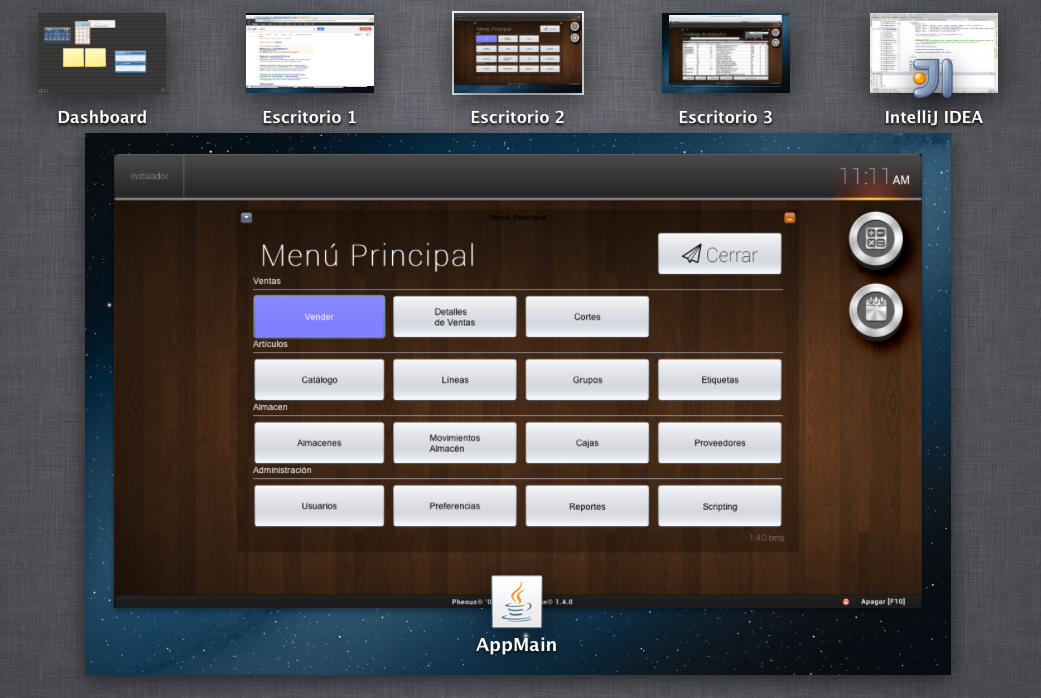 Dashboard
Escritorio 1
Escritorio 2
Escritorio 3
IntelliJ IDEA
Instalador
11:11 AM
Menú Principal
Menú Principal
Cerrar
Ventas
Vender
Detalles
de Ventas
Cortes
Artículos
Catálogo
Líneas
Grupos
Etiquetas
Almacen
Almacenes
Movimientos
Almacén
Cajas
Proveedores
Administración
Usuarios
Preferencias
Reportes
Scripting
1.4.0 beta
Phesus©
© 1.4.0
Apagar [F10]
AppMain